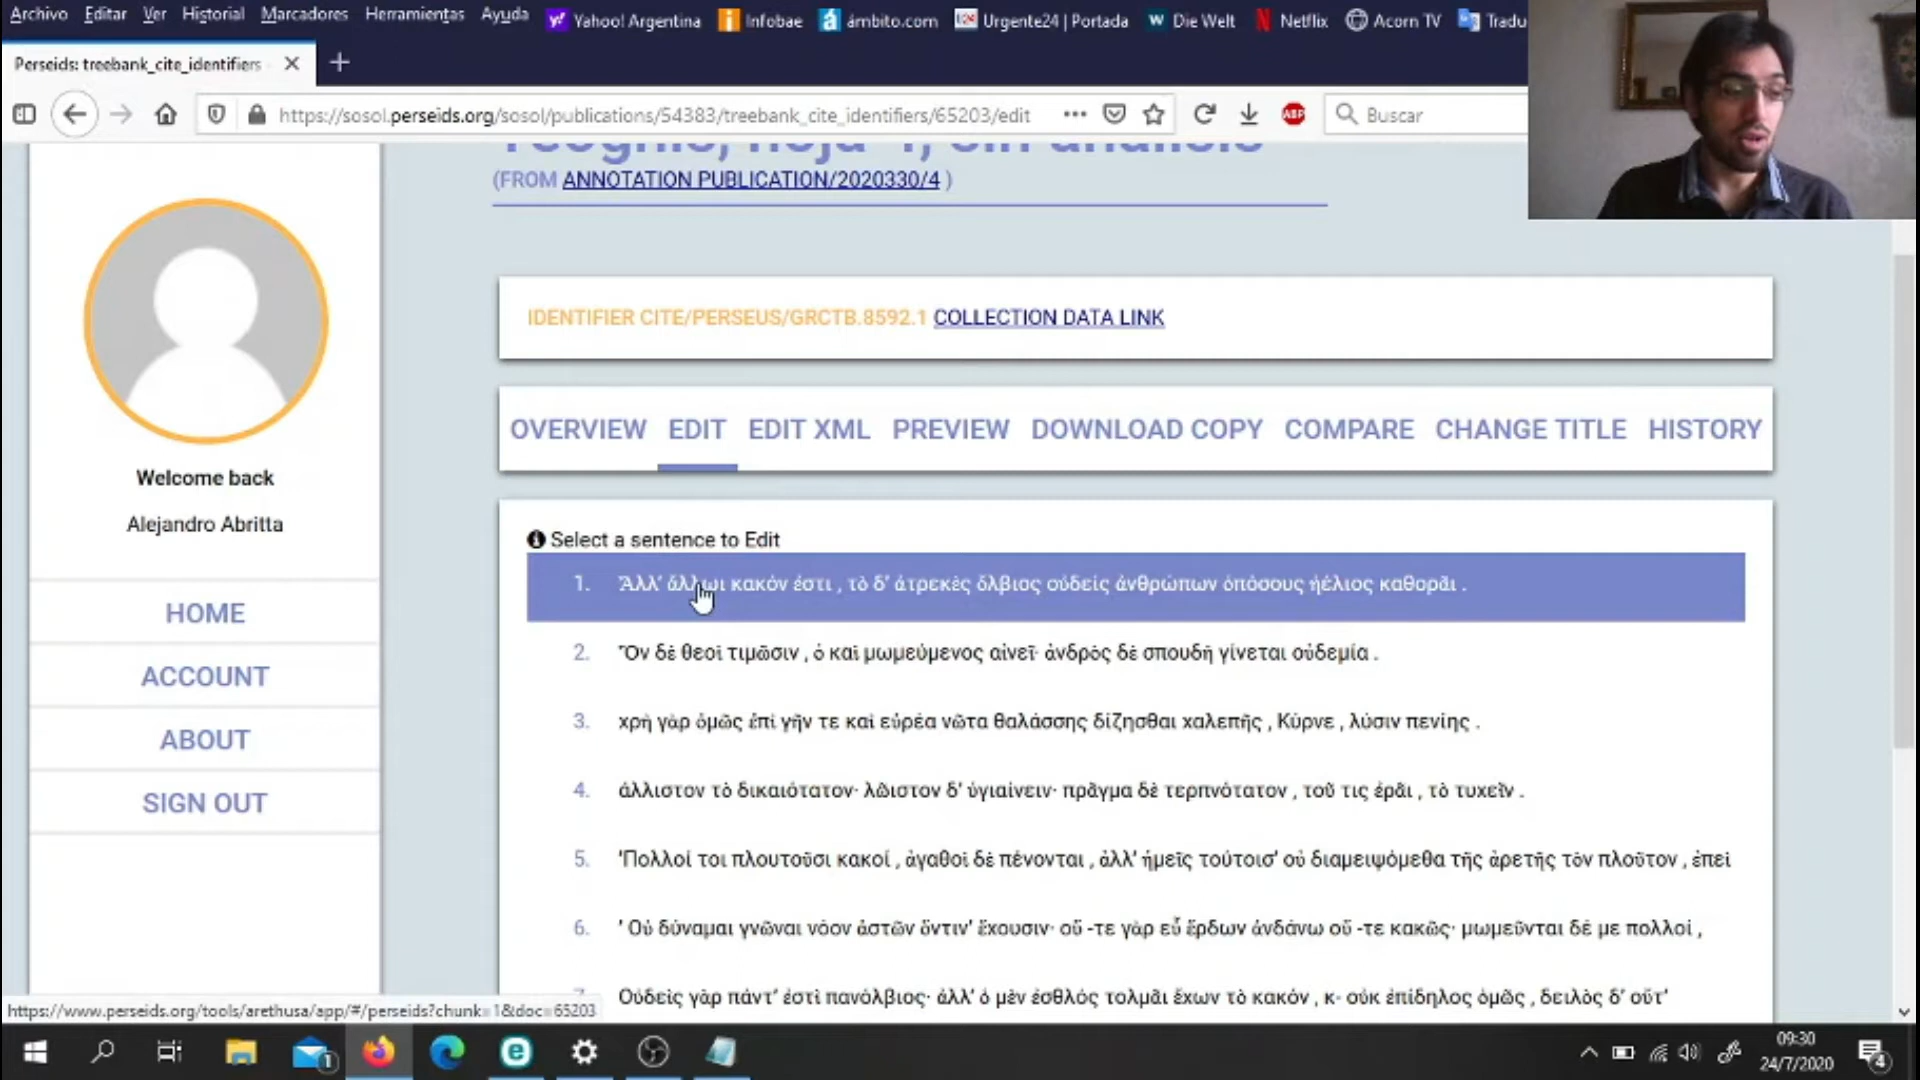 Archivo Editar Ver Historial Marcadores Herramientas Ayuda Yahoo! Argentina Infobae ámbito.com Urgente24 | Portada Die Welt Netflix Acorn TV Tradu
Perseids: treebank_cite_identifiers
https://sosol.perseids.org/sosol/publications/54383/treebank_cite_identifiers/65203/edit Buscar
(FROM ANNOTATION PUBLICATION/2020330/4 )
IDENTIFIER CITE/PERSEUS/GRCTB.8592.1 COLLECTION DATA LINK
OVERVIEW EDIT EDIT XML PREVIEW DOWNLOAD COPY COMPARE CHANGE TITLE HISTORY
Welcome back
Alejandro Abritta
HOME
ACCOUNT
ABOUT
SIGN OUT
Select a sentence to Edit
1. Ἄλλ’ ἄλλωι κακόν ἐστι , τὸ δ’ ἀτρεκὲς ὄλβιος οὐδεὶς ἀνθρώπων ὁπόσους ἠέλιος καθορᾶι .
2. Ὃν δὲ θεοὶ τιμῶσιν , ὁ καὶ μωμεύμενος αἰνεῖ· ἀνδρὸς δὲ σπουδὴ γίνεται οὐδεμία .
3. χρὴ γὰρ ὁμῶς ἐπὶ γῆν τε καὶ εὐρέα νῶτα θαλάσσης δίζησθαι χαλεπῆς , Κύρνε , λύσιν πενίης .
4. άλλιστον τὸ δικαιότατον· λῶιστον δ’ ὑγιαίνειν· πρᾶγμα δὲ τερπνότατον , τοῦ τις ἐρᾶι , τὸ τυχεῖν .
5. ‘Πολλοί τοι πλουτοῦσι κακοί , ἀγαθοὶ δὲ πένονται , ἀλλ’ ἡμεῖς τούτοισ’ οὐ διαμειψόμεθα τῆς ἀρετῆς τὸν πλοῦτον , ἐπεὶ
6. ‘ Οὐ δύναμαι γνῶναι νόον ἀστῶν ὅντιν’ ἔχουσιν· οὔ -τε γὰρ εὖ ἔρδων ἁνδάνω οὔ -τε κακῶς· μωμεῦνται δέ με πολλοί ,
7. Οὐδεὶς γὰρ πάντ’ ἐστὶ πανόλβιος· ἀλλ’ ὁ μὲν ἐσθλὸς τολμᾶι ἔχων τὸ κακόν , κ- οὐκ ἐπίδηλος ὁμῶς , δειλὸς δ’ οὔτ’
https://www.perseids.org/tools/arethusa/app/#/perseids?chunk=1&doc=65203
09:30
24/7/2020